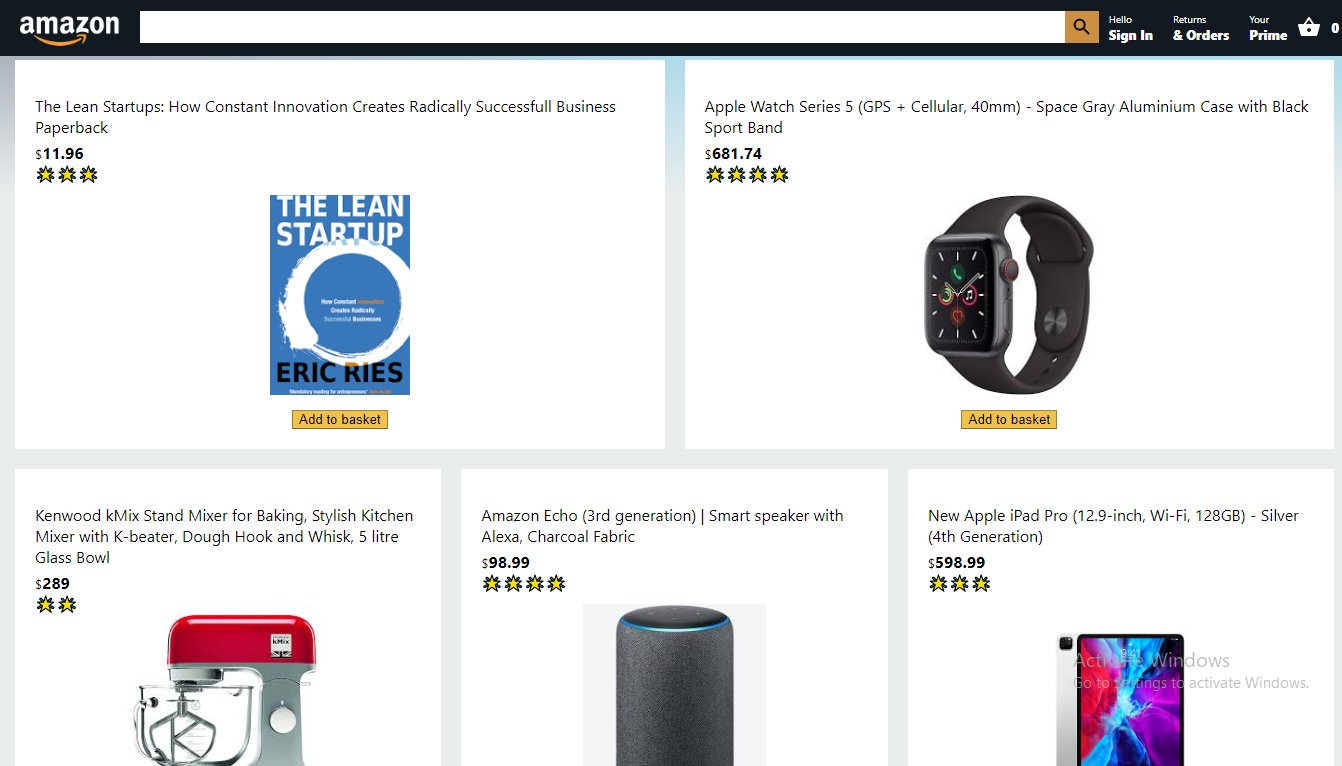 amazon
Hello
Sign In
Returns
& Orders
Your
Prime
0
The Lean Startups: How Constant Innovation Creates Radically Successfull Business
Paperback
$11.96
THE LEAN
STARTUP
How Constant Innovation
Creates Radically
Successful Businesses
ERIC RIES
Add to basket
Apple Watch Series 5 (GPS + Cellular, 40mm) - Space Gray Aluminium Case with Black
Sport Band
$681.74
Add to basket
Kenwood kMix Stand Mixer for Baking, Stylish Kitchen
Mixer with K-beater, Dough Hook and Whisk, 5 litre
Glass Bowl
$289
kMix
Amazon Echo (3rd generation) | Smart speaker with
Alexa, Charcoal Fabric
$98.99
New Apple iPad Pro (12.9-inch, Wi-Fi, 128GB) - Silver
(4th Generation)
$598.99
9:41
Activate Windows
Go to Settings to activate Windows.